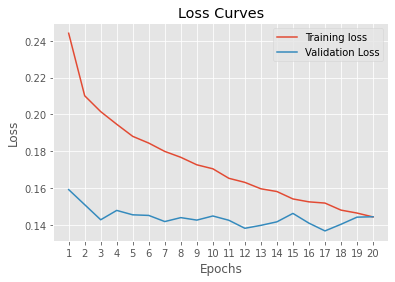 Loss Curves
Training loss
Validation Loss
Loss
0.24
0.22
0.20
0.18
0.16
0.14
1 2 3 4 5 6 7 8 9 10 11 12 13 14 15 16 17 18 19 20
Epochs